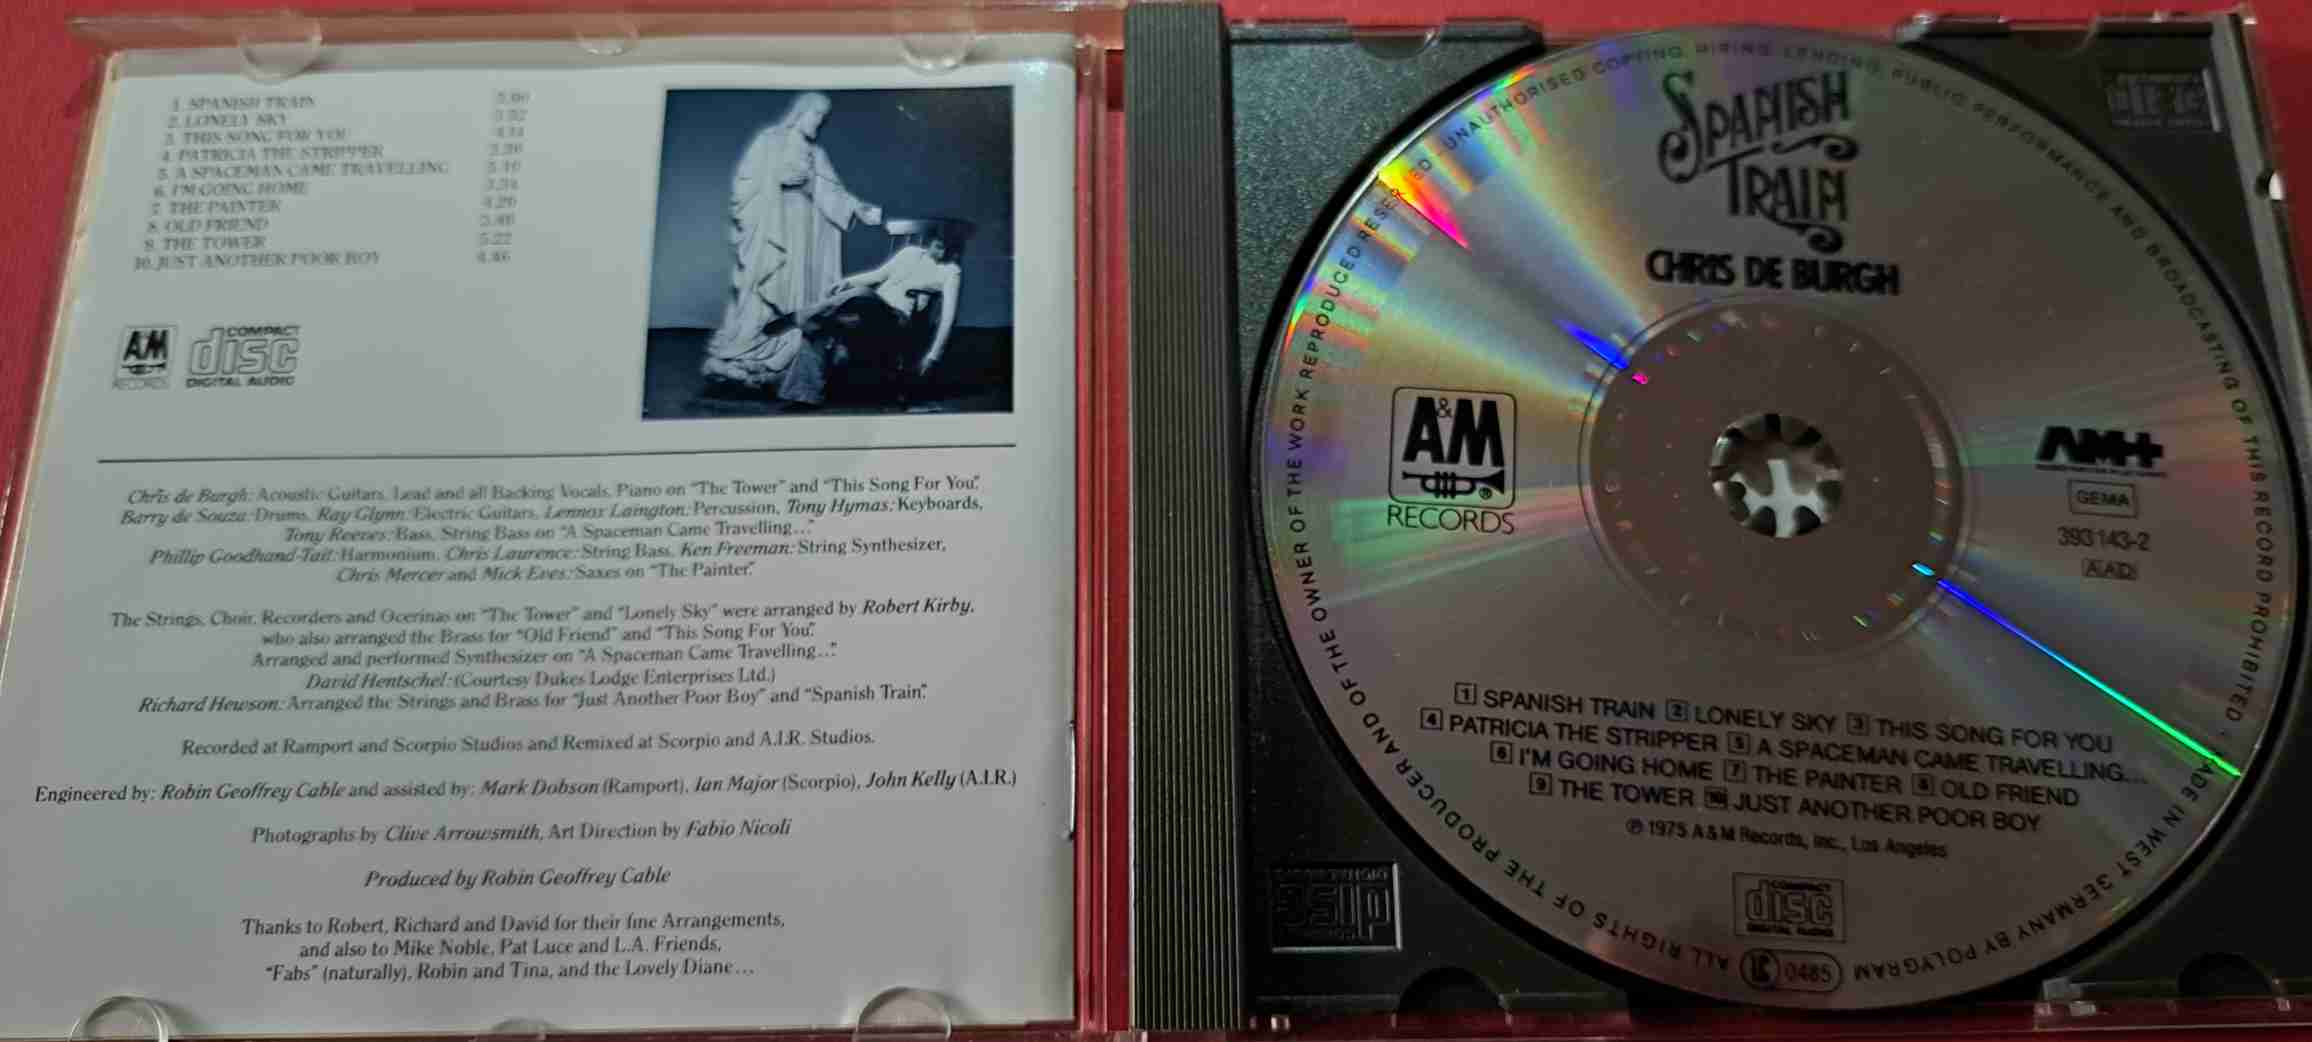 1. SPANISH TRAIN
2. LONELY SKY 3.52
3. THIS SONG FOR YOU
4. PATRICIA THE STRIPPER
5. A SPACEMAN CAME TRAVELLING 5.10
6. I'M GOING HOME
7. THE PAINTER 4.20
8. OLD FRIEND
9. THE TOWER 5.22
10. JUST ANOTHER POOR BOY 4.46
A&M
RECORDS
COMPACT
disc
DIGITAL AUDIO
Chris de Burgh: Acoustic Guitars, Lead and all Backing Vocals, Piano on "The Tower" and "This Song For You".
Barry de Souza: Drums, Ray Glynn: Electric Guitars, Lennox Laington: Percussion, Tony Hymas: Keyboards,
Tony Reeves: Bass, String Bass on "A Spaceman Came Travelling..."
Phillip Goodhand-Tait: Harmonium, Chris Laurence: String Bass, Ken Freeman: String Synthesizer,
Chris Mercer and Mick Eves: Saxes on "The Painter".
The Strings, Choir, Recorders and Ocerinas on "The Tower" and "Lonely Sky" were arranged by Robert Kirby,
who also arranged the Brass for "Old Friend" and "This Song For You".
Arranged and performed Synthesizer on "A Spaceman Came Travelling..."
David Hentschel: (Courtesy Dukes Lodge Enterprises Ltd.)
Richard Hewson: Arranged the Strings and Brass for "Just Another Poor Boy" and "Spanish Train".
Recorded at Ramport and Scorpio Studios and Remixed at Scorpio and A.I.R. Studios.
Engineered by: Robin Geoffrey Cable and assisted by: Mark Dobson (Ramport), Ian Major (Scorpio), John Kelly (A.I.R.)
Photographs by Clive Arrowsmith, Art Direction by Fabio Nicoli
Produced by Robin Geoffrey Cable
Thanks to Robert, Richard and David for their fine Arrangements,
and also to Mike Noble, Pat Luce and L.A. Friends,
"Fabs" (naturally), Robin and Tina, and the Lovely Diane...
SPANISH
TRAIN
CHRIS DE BURGH
A&M
RECORDS
AM+
GEMA
393 143-2
AAD
1 SPANISH TRAIN 2 LONELY SKY 3 THIS SONG FOR YOU
4 PATRICIA THE STRIPPER 5 A SPACEMAN CAME TRAVELLING...
6 I'M GOING HOME 7 THE PAINTER 8 OLD FRIEND
9 THE TOWER 10 JUST ANOTHER POOR BOY
℗ 1975 A&M Records, Inc., Los Angeles
COMPACT
disc
DIGITAL AUDIO
LC 0485
ALL RIGHTS OF THE PRODUCER AND OF THE OWNER OF THE WORK REPRODUCED RESERVED · UNAUTHORISED COPYING, HIRING, LENDING, PUBLIC PERFORMANCE AND BROADCASTING OF THIS RECORD PROHIBITED · MADE IN WEST GERMANY BY POLYGRAM
disc